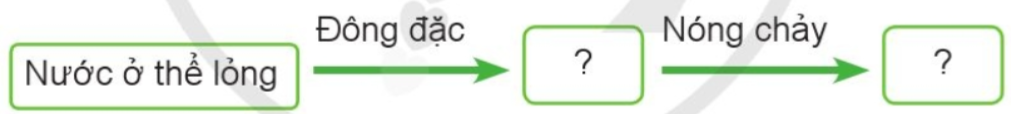 Nước ở thể lỏng
Đông đặc
?
Nóng chảy
?